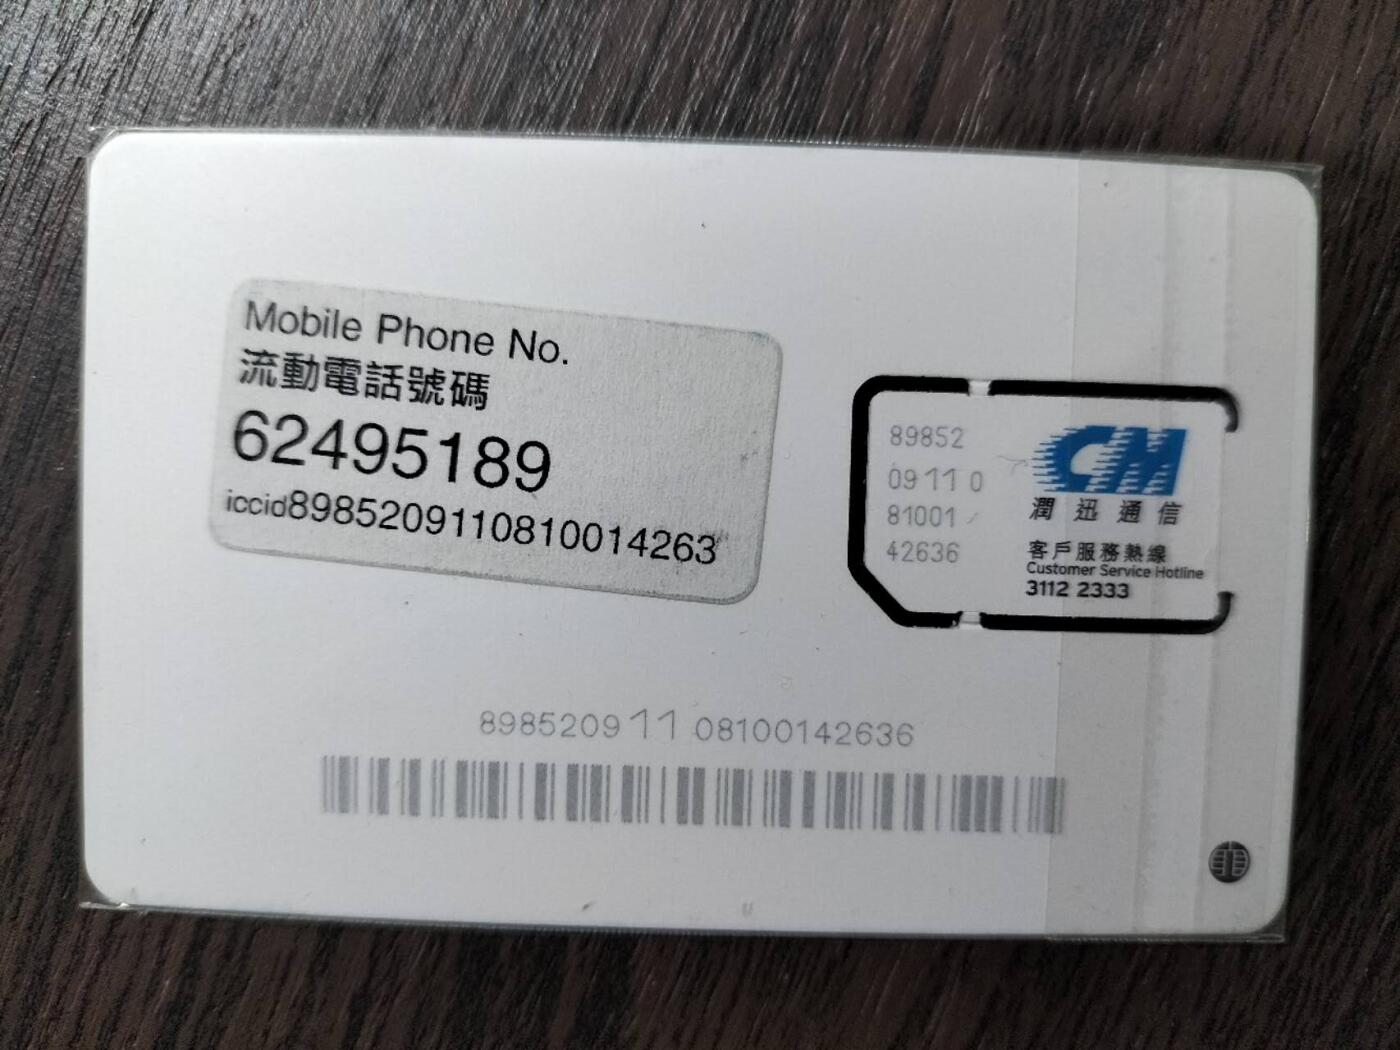 Mobile Phone No.
流動電話號碼
62495189
iccid8985209110810014263
89852
09110
81001
42636
CM
潤迅通信
客戶服務熱線
Customer Service Hotline
3112 2333
89852091108100142636